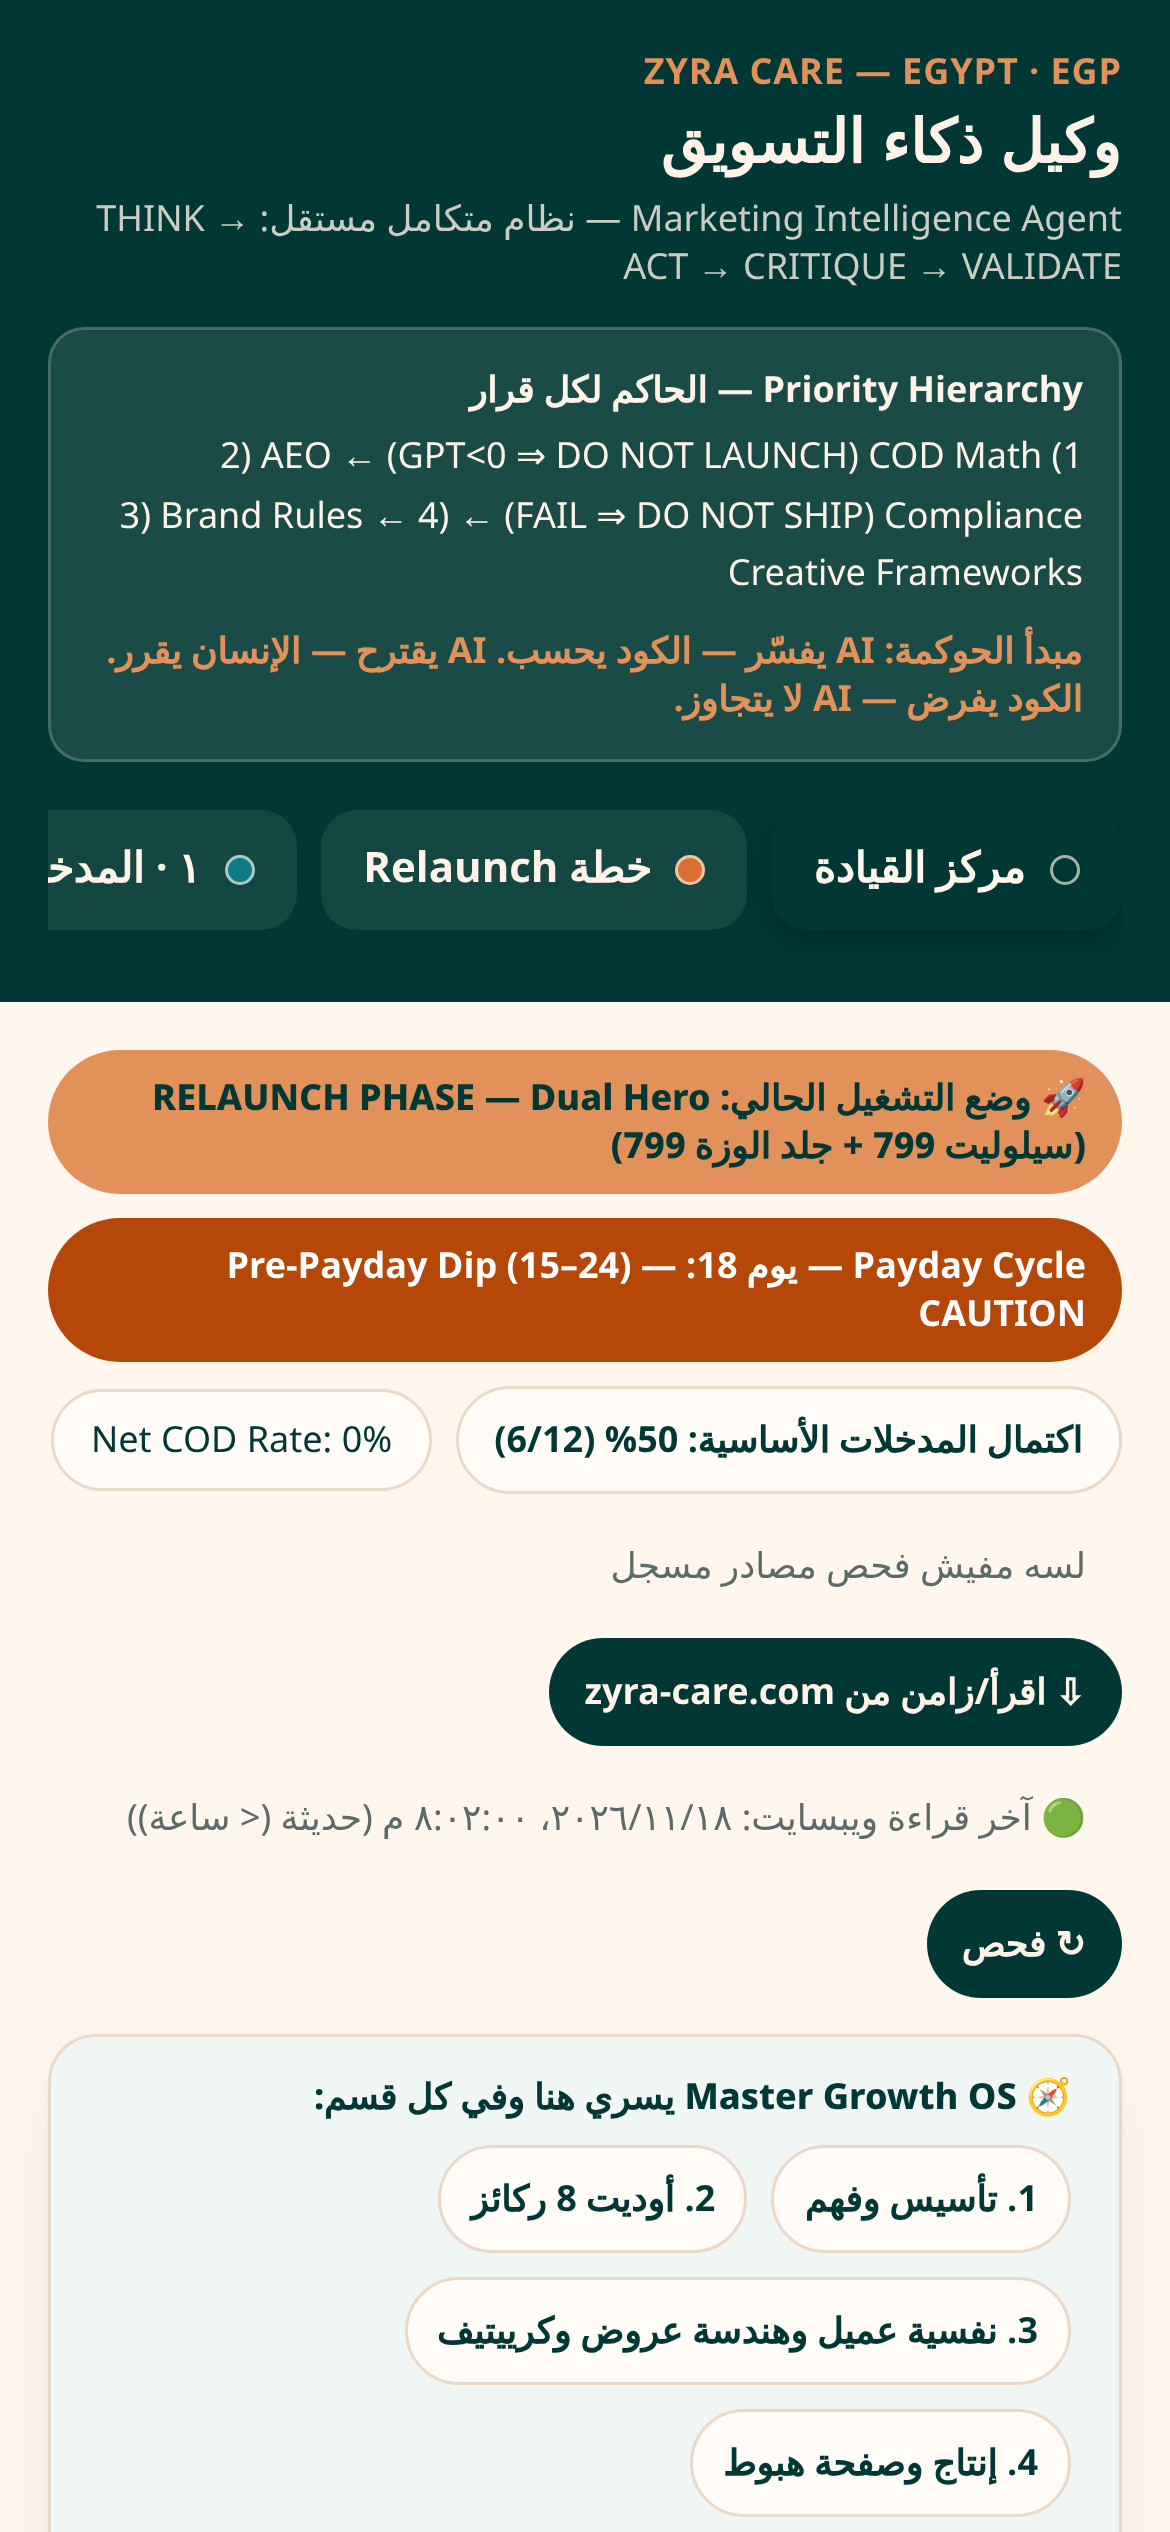 ZYRA CARE — EGYPT · EGP
وكيل ذكاء التسويق
Marketing Intelligence Agent — نظام متكامل مستقل: THINK →
ACT → CRITIQUE → VALIDATE
Priority Hierarchy — الحاكم لكل قرار
1) COD Math (GPT<0 ⇒ DO NOT LAUNCH) ← 2) AEO
Compliance (FAIL ⇒ DO NOT SHIP) ← 3) Brand Rules ← 4)
Creative Frameworks
مبدأ الحوكمة: AI يفسّر — الكود يحسب. AI يقترح — الإنسان يقرر.
الكود يفرض — AI لا يتجاوز.
مركز القيادة
خطة Relaunch
١ · المدخ
🚀 وضع التشغيل الحالي: RELAUNCH PHASE — Dual Hero
(سيلوليت 799 + جلد الوزة 799)
Payday Cycle — يوم 18: — Pre-Payday Dip (15–24)
CAUTION
اكتمال المدخلات الأساسية: 50% (6/12)
Net COD Rate: 0%
لسه مفيش فحص مصادر مسجل
⇩ اقرأ/زامن من zyra-care.com
🟢 آخر قراءة ويبسايت: ٢٠٢٦/١١/١٨، ٨:٠٢:٠٠ م (حديثة (< ساعة))
↻ فحص
🧭 Master Growth OS يسري هنا وفي كل قسم:
1. تأسيس وفهم
2. أوديت 8 ركائز
3. نفسية عميل وهندسة عروض وكرييتيف
4. إنتاج وصفحة هبوط